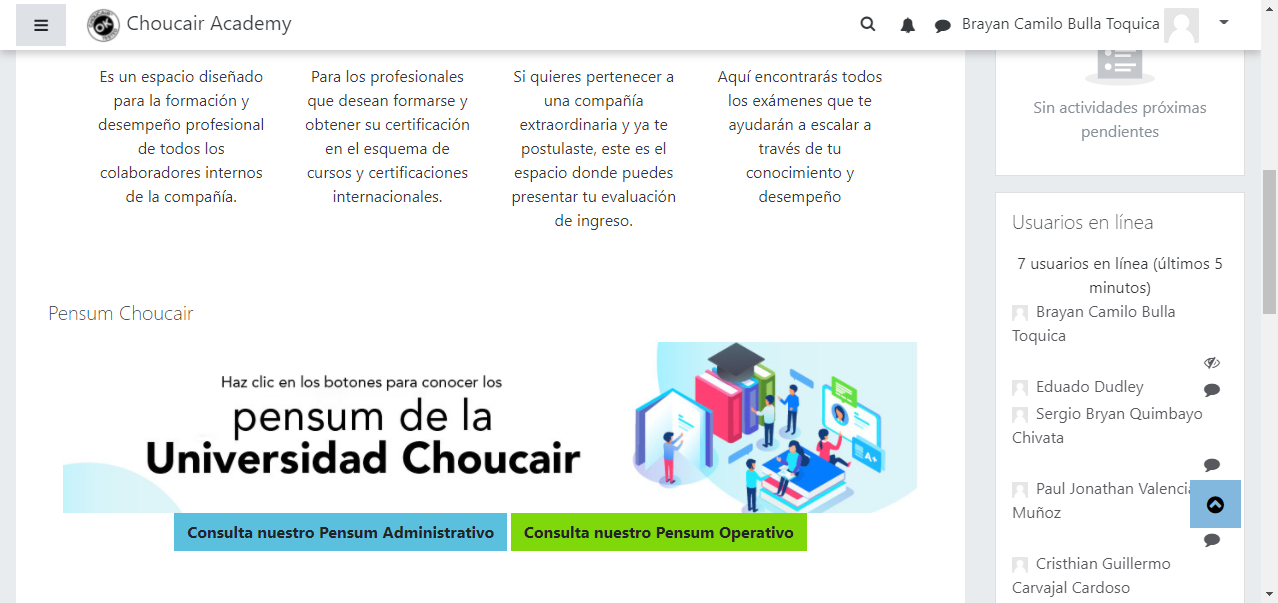 Choucair Academy
Brayan Camilo Bulla Toquica
Es un espacio diseñado
para la formación y
desempeño profesional
de todos los
colaboradores internos
de la compañía.
Para los profesionales
que desean formarse y
obtener su certificación
en el esquema de
cursos y certificaciones
internacionales.
Si quieres pertenecer a
una compañía
extraordinaria y ya te
postulaste, este es el
espacio donde puedes
presentar tu evaluación
de ingreso.
Aquí encontrarás todos
los exámenes que te
ayudarán a escalar a
través de tu
conocimiento y
desempeño
Pensum Choucair
Haz clic en los botones para conocer los
pensum de la
Universidad Choucair
A+
Consulta nuestro Pensum Administrativo
Consulta nuestro Pensum Operativo
Sin actividades próximas
pendientes
Usuarios en línea
7 usuarios en línea (últimos 5
minutos)
Brayan Camilo Bulla
Toquica
Eduado Dudley
Sergio Bryan Quimbayo
Chivata
Paul Jonathan Valencia
Muñoz
Cristhian Guillermo
Carvajal Cardoso